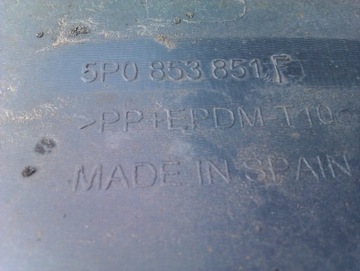 5P0 853 851 F
>PP+EPDM-T10<
MADE IN SPAIN